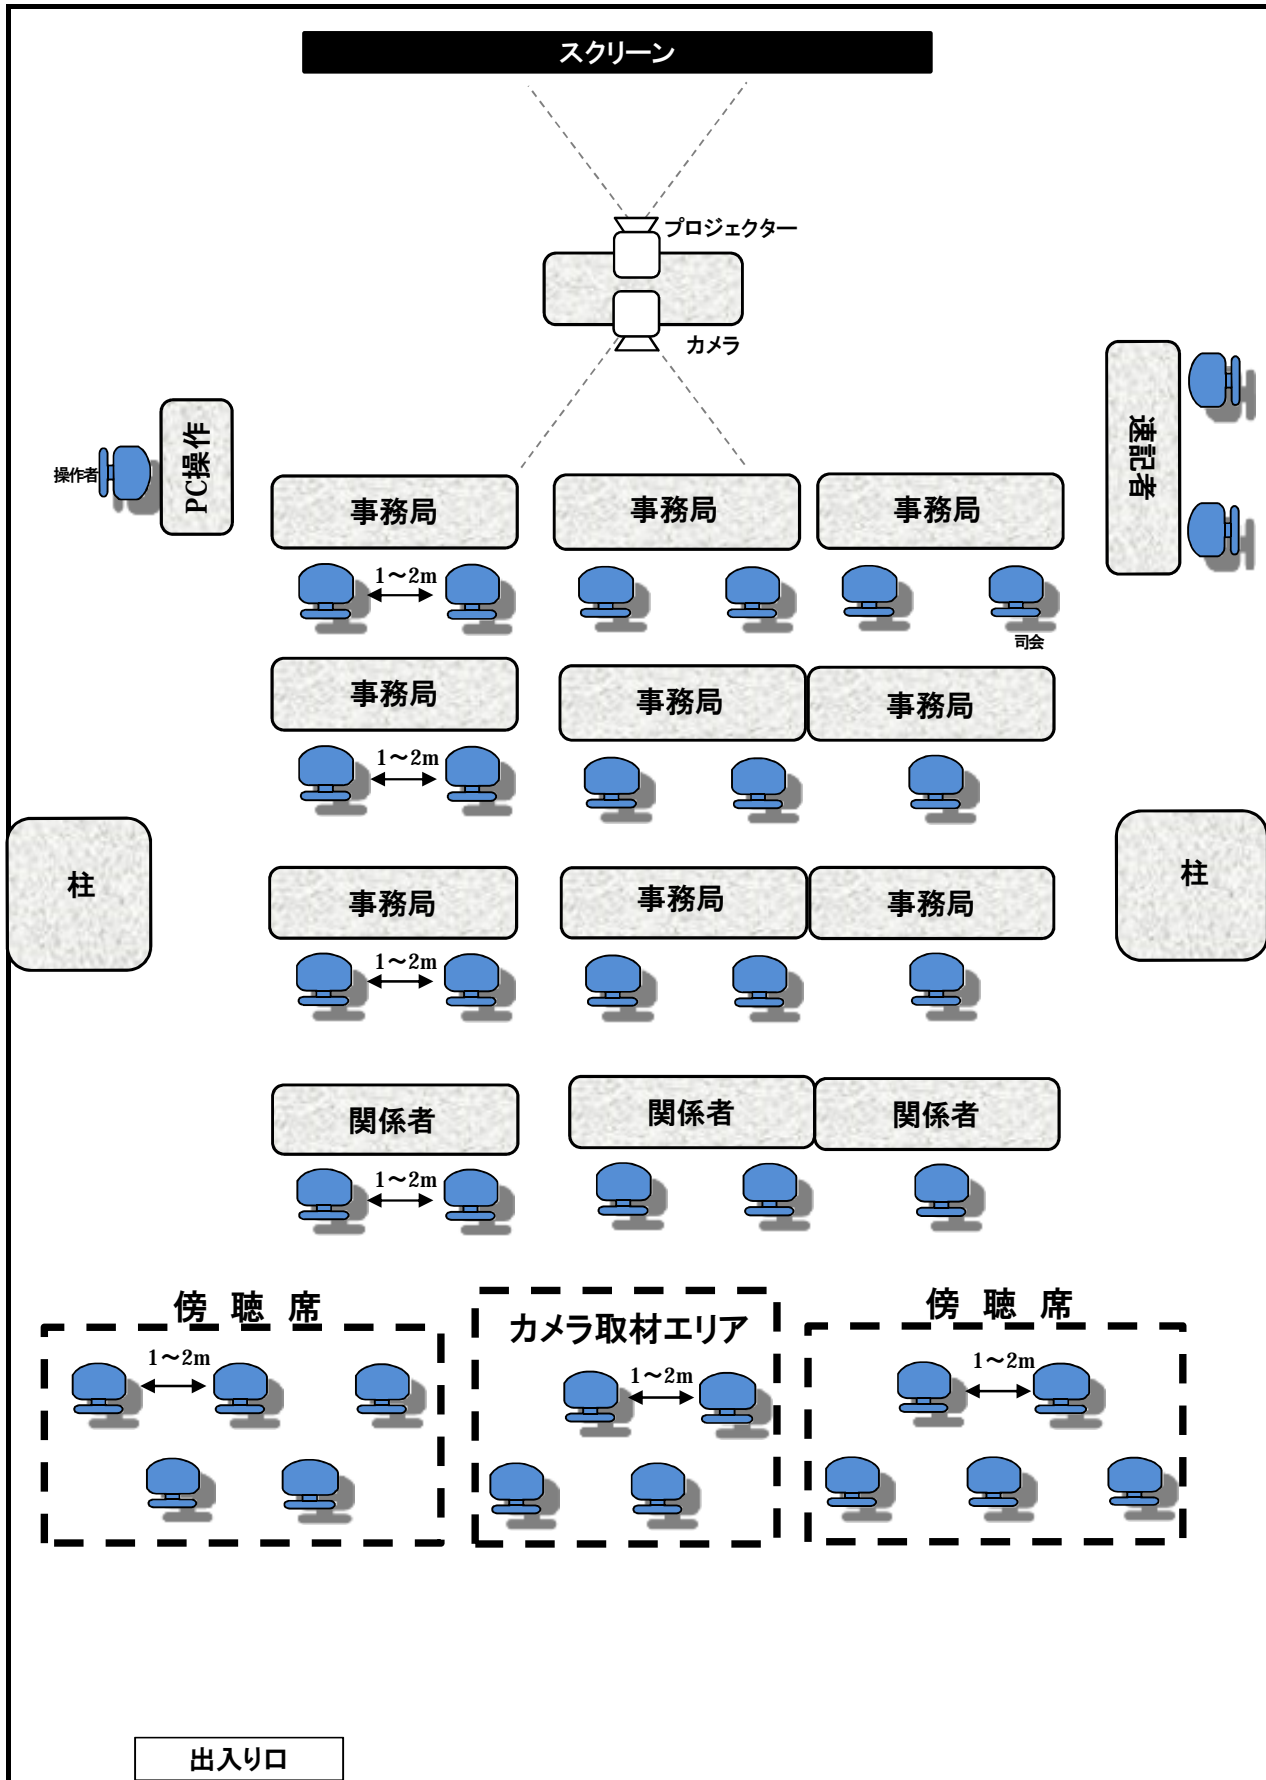 スクリーン
プロジェクター
カメラ
速記者
PC操作
操作者
事務局
事務局
事務局
1～2m
司会
事務局
事務局
事務局
1～2m
柱
柱
事務局
事務局
事務局
1～2m
関係者
関係者
関係者
1～2m
傍 聴 席
カメラ取材エリア
傍 聴 席
1～2m
1～2m
1～2m
出入り口